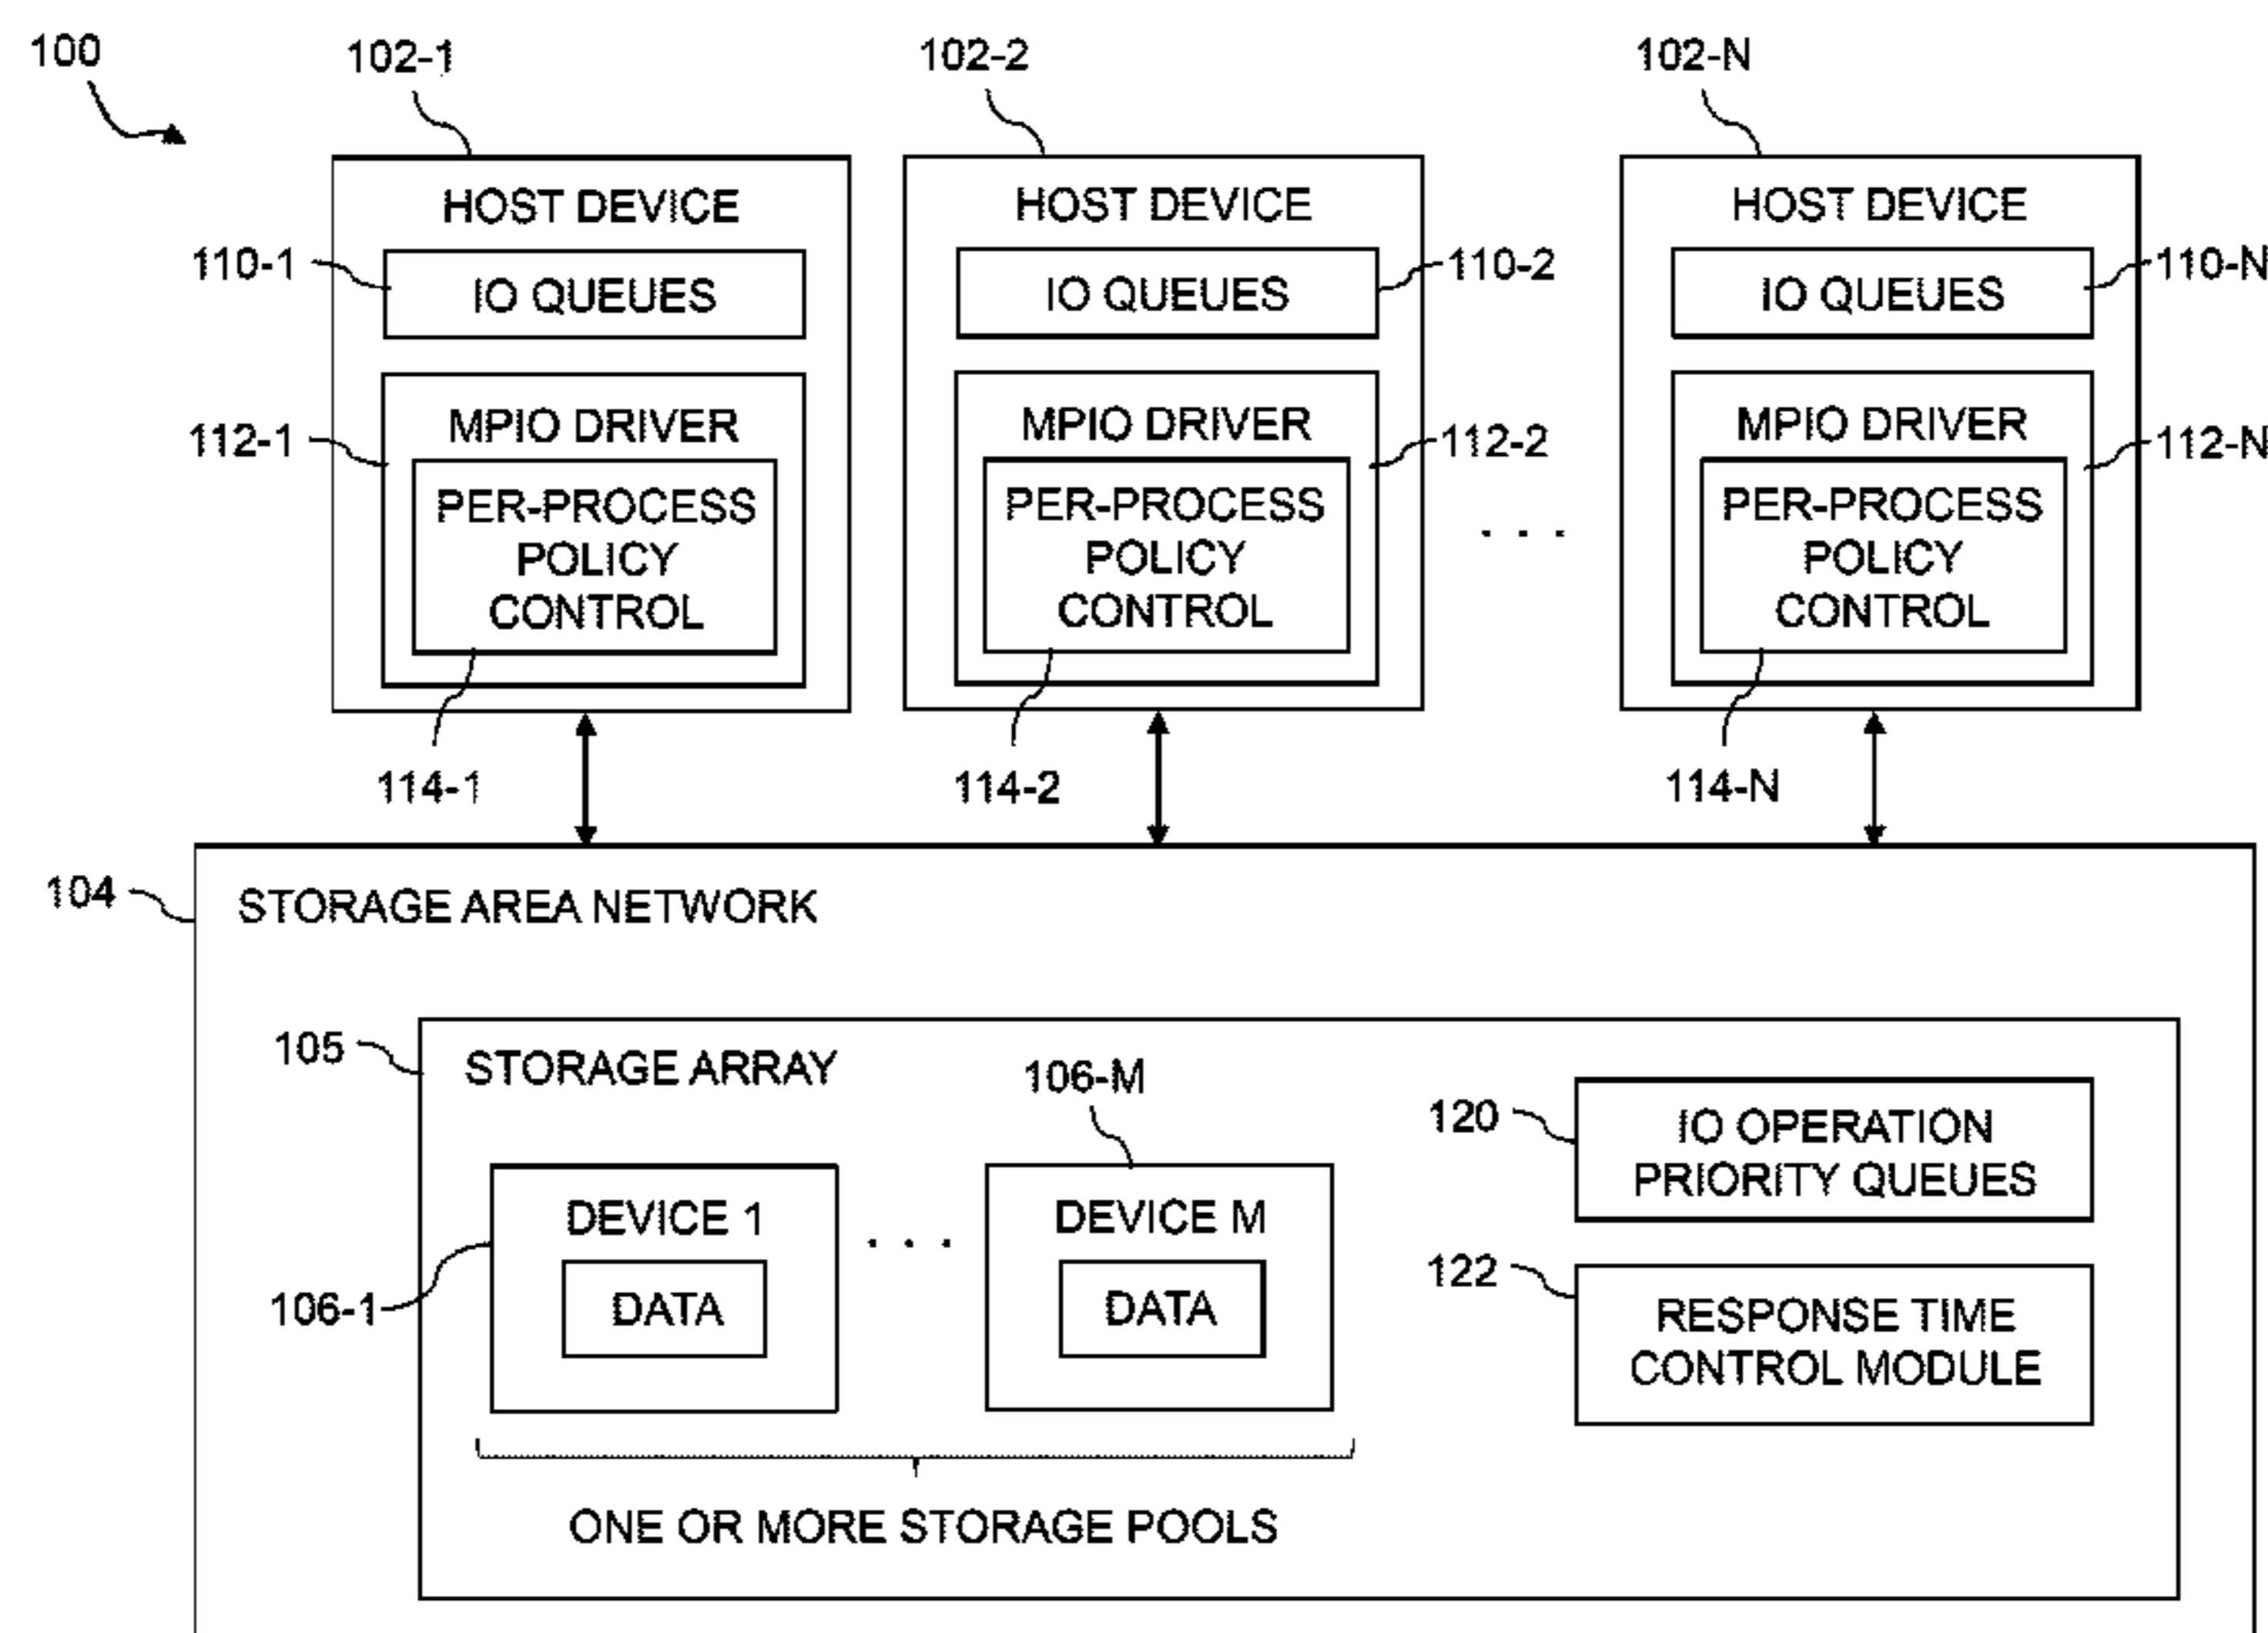 100
102-1
102-2
102-N
HOST DEVICE
HOST DEVICE
HOST DEVICE
110-1
IO QUEUES
IO QUEUES
110-2
IO QUEUES
110-N
112-1
MPIO DRIVER
MPIO DRIVER
112-2
MPIO DRIVER
112-N
PER-PROCESS
POLICY
CONTROL
PER-PROCESS
POLICY
CONTROL
. . .
PER-PROCESS
POLICY
CONTROL
114-1
114-2
114-N
104
STORAGE AREA NETWORK
105
STORAGE ARRAY
106-M
120
IO OPERATION
PRIORITY QUEUES
DEVICE 1
. . .
DEVICE M
106-1
DATA
DATA
122
RESPONSE TIME
CONTROL MODULE
ONE OR MORE STORAGE POOLS